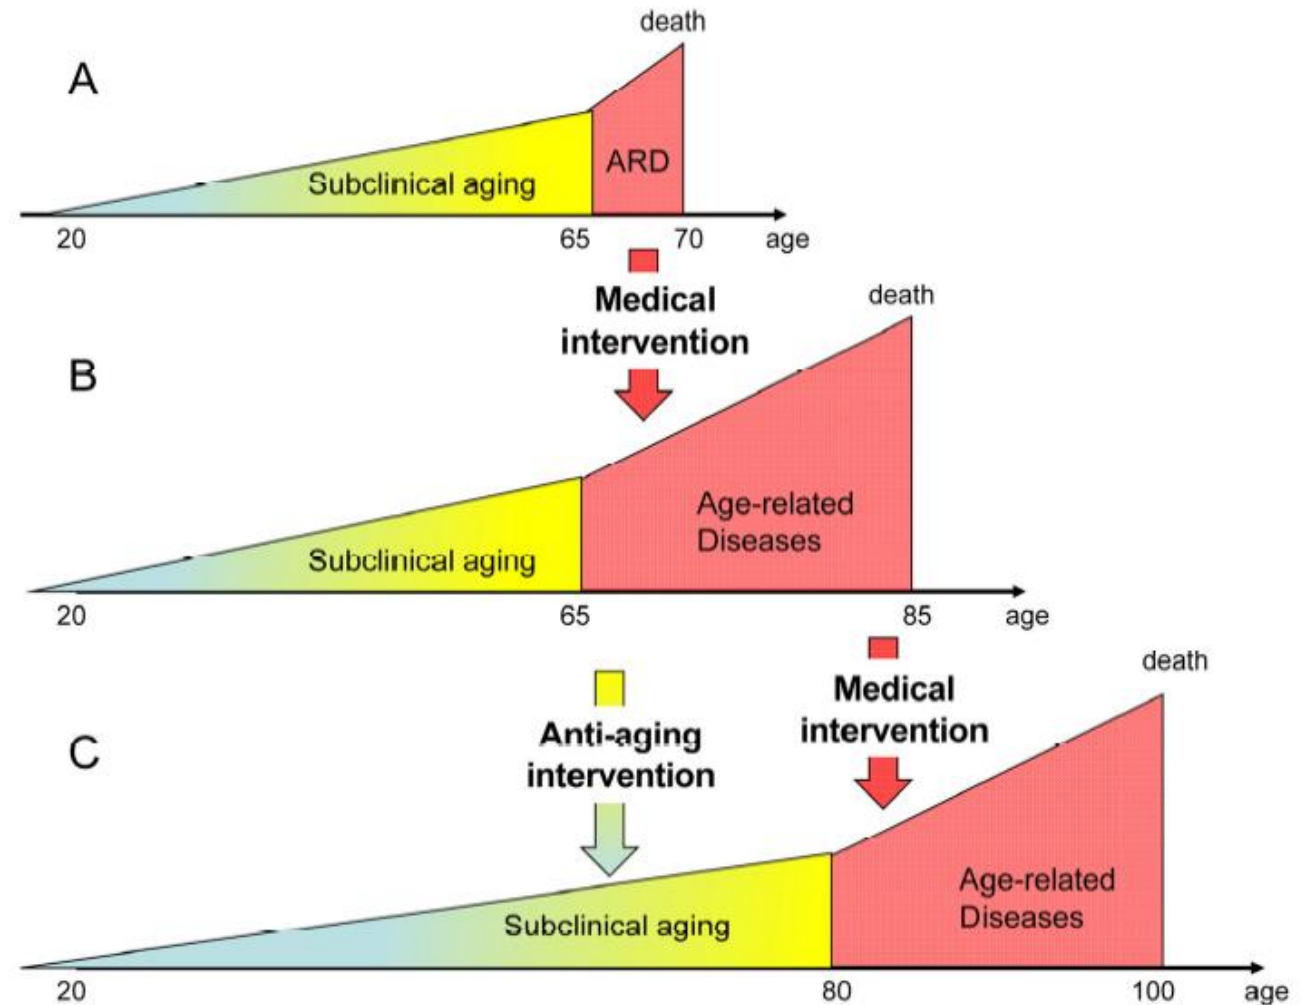 death
A
ARD
Subclinical aging
20 65 70 age
Medical
intervention
death
B
Age-related
Diseases
Subclinical aging
20 65 85 age
death
Medical
intervention
Anti-aging
intervention
C
Age-related
Diseases
Subclinical aging
20 80 100 age